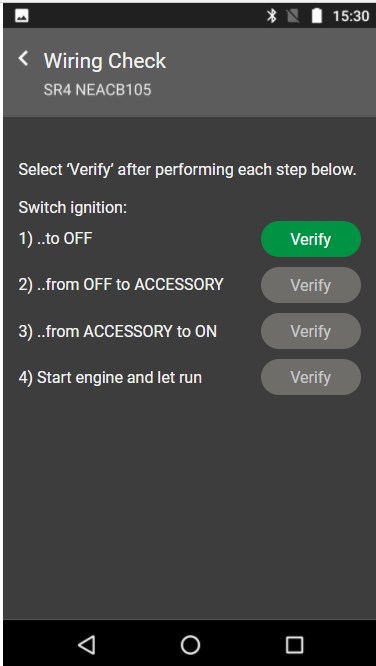 15:30
Wiring Check
SR4 NEACB105
Select ‘Verify’ after performing each step below.
Switch ignition:
1) ..to OFF Verify
2) ..from OFF to ACCESSORY Verify
3) ..from ACCESSORY to ON Verify
4) Start engine and let run Verify